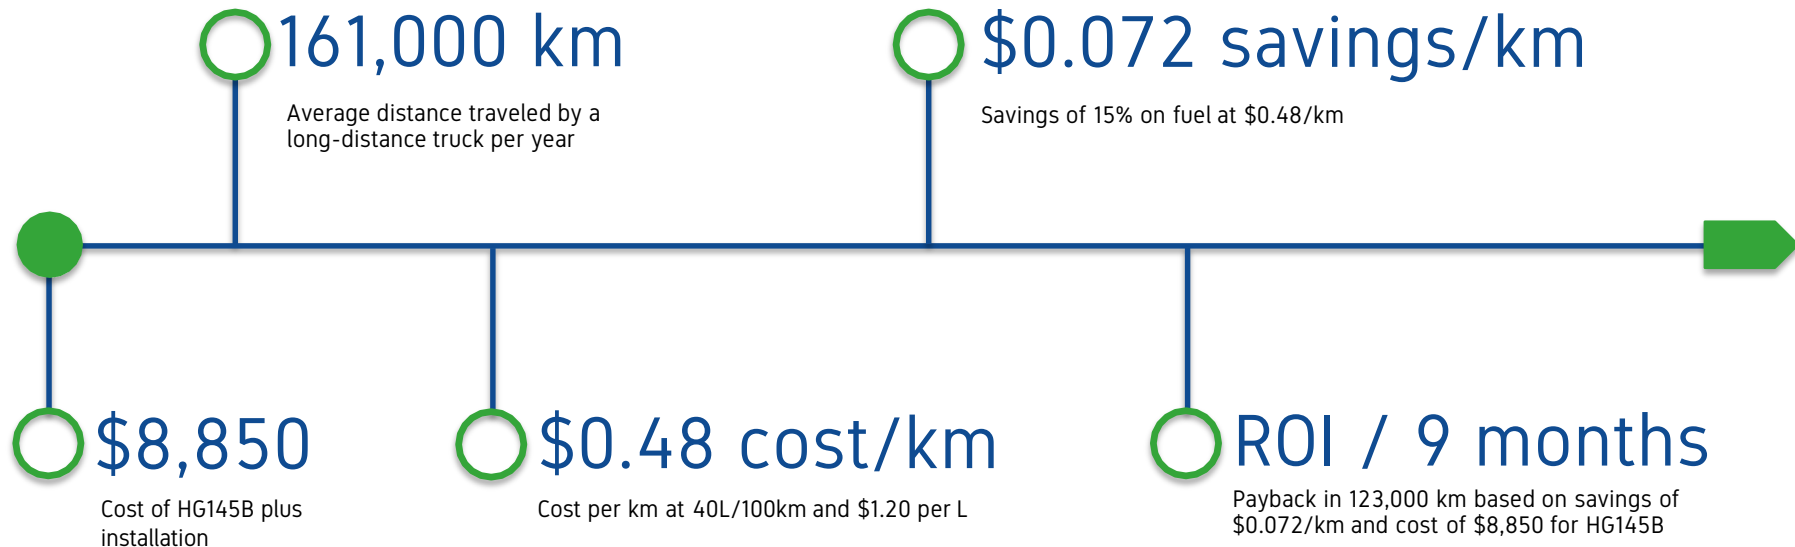 161,000 km
Average distance traveled by a
long-distance truck per year
$0.072 savings/km
Savings of 15% on fuel at $0.48/km
$8,850
Cost of HG145B plus
installation
$0.48 cost/km
Cost per km at 40L/100km and $1.20 per L
ROI / 9 months
Payback in 123,000 km based on savings of
$0.072/km and cost of $8,850 for HG145B